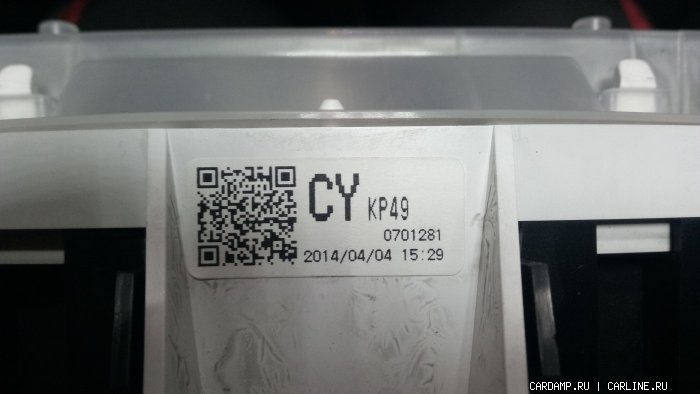 CY KP49
0701281
2014/04/04 15:29
CARDAMP.RU | CARLINE.RU